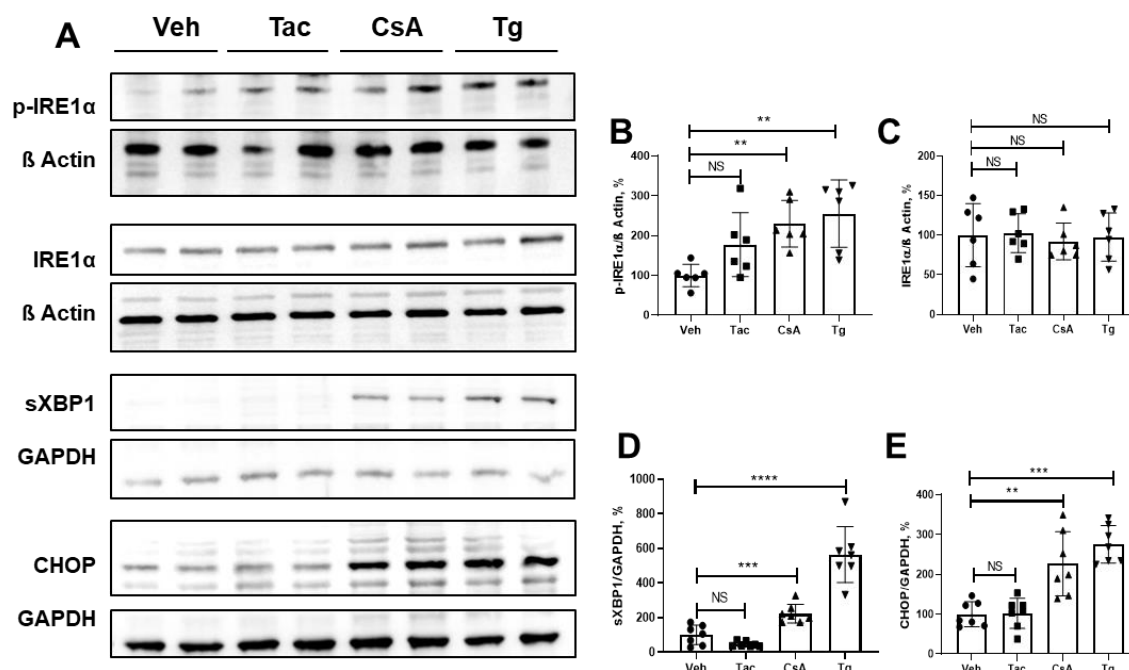 A
Veh Tac CsA Tg
p-IRE1α
ß Actin
IRE1α
ß Actin
sXBP1
GAPDH
CHOP
GAPDH
B
**
**
NS
p-IRE1α/ß Actin, %
400
300
200
100
0
Veh Tac CsA Tg
C
NS
NS
NS
IRE1α/ß Actin, %
200
150
100
50
0
Veh Tac CsA Tg
D
****
***
NS
sXBP1/GAPDH, %
1000
800
600
400
200
0
Veh Tac CsA Tg
E
***
**
NS
CHOP/GAPDH, %
400
300
200
100
0
Veh Tac CsA Tg